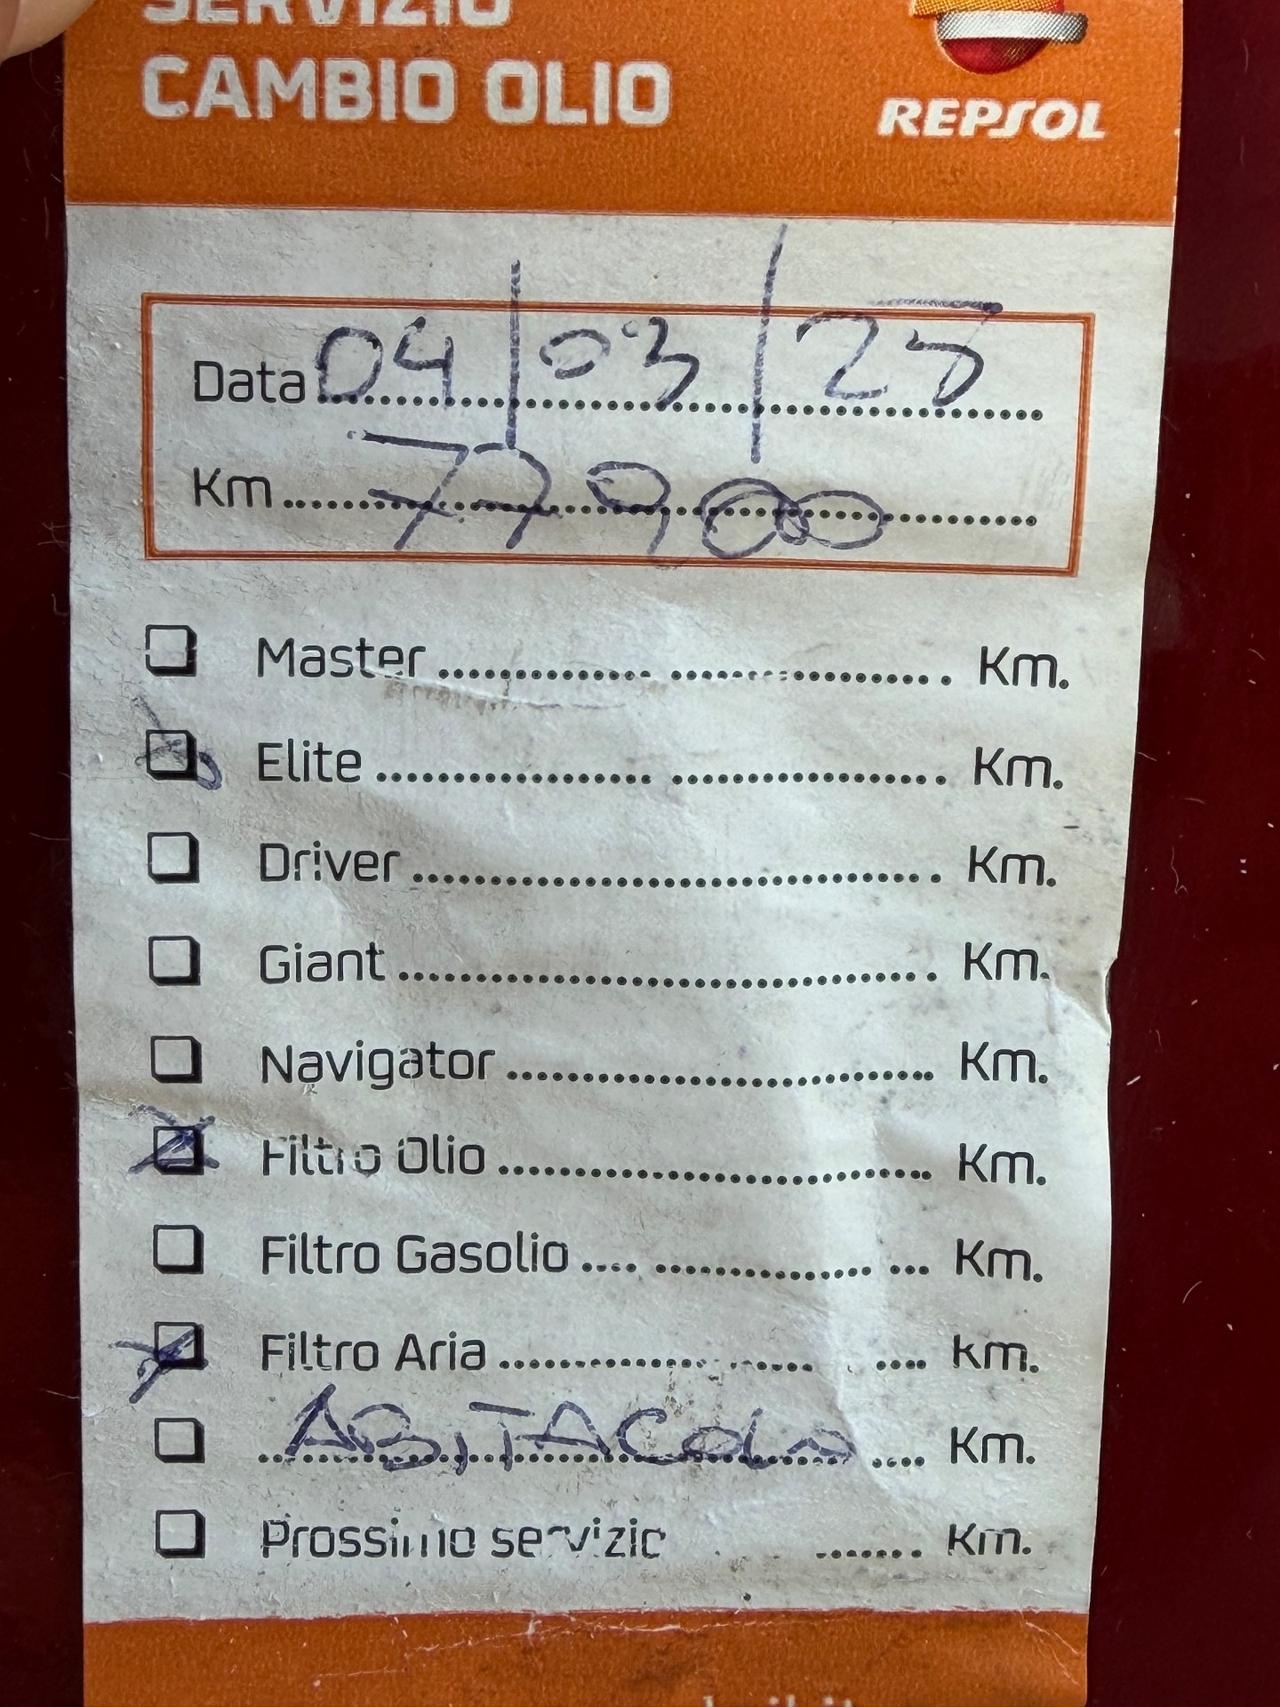 SERVIZIO
CAMBIO OLIO
REPSOL
Data 04/03/25
Km 77900
Master Km.
Elite Km.
Driver Km.
Giant Km.
Navigator Km.
Filtro Olio Km.
Filtro Gasolio Km.
Filtro Aria km.
ABITACOLO Km.
Prossimo servizio Km.